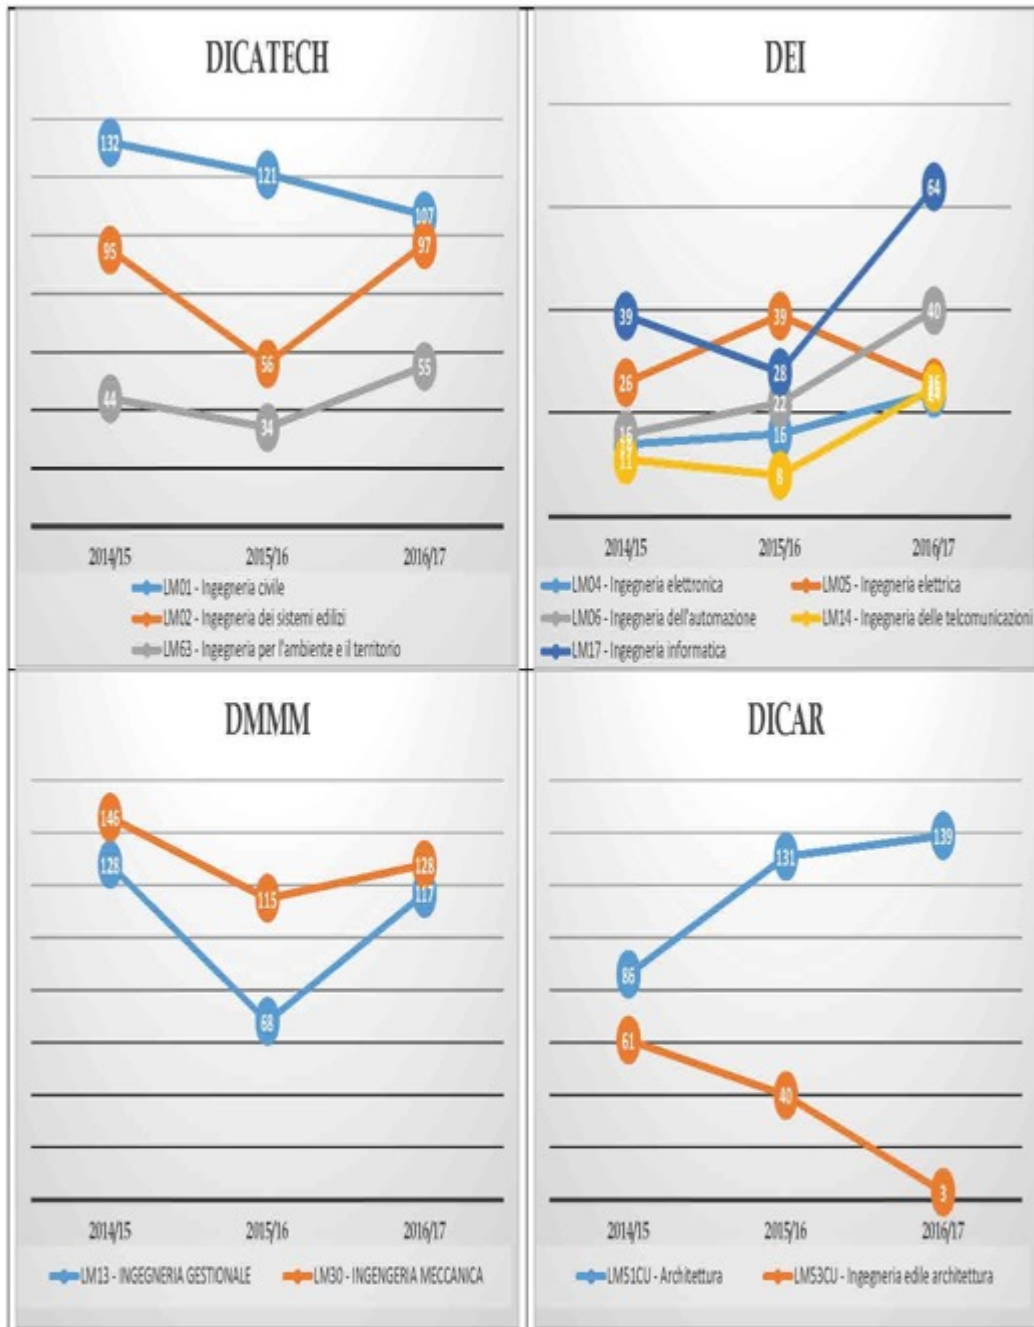 DICATECH
132
121
107
95
56
97
44
34
55
2014/15 2015/16 2016/17
LM01 - Ingegneria civile
LM02 - Ingegneria dei sistemi edilizi
LM63 - Ingegneria per l'ambiente e il territorio
DEI
64
39
39
40
26
28
22
16
16
11
8
2014/15 2015/16 2016/17
LM04 - Ingegneria elettronica LM05 - Ingegneria elettrica
LM06 - Ingegneria dell'automazione LM14 - Ingegneria delle telcomunicazioni
LM17 - Ingegneria informatica
DMMM
146
128
115
128
117
68
2014/15 2015/16 2016/17
LM13 - INGEGNERIA GESTIONALE LM30 - INGENGERIA MECCANICA
DICAR
139
131
86
61
40
3
2014/15 2015/16 2016/17
LM51CU - Architettura LM53CU - Ingegneria edile architettura